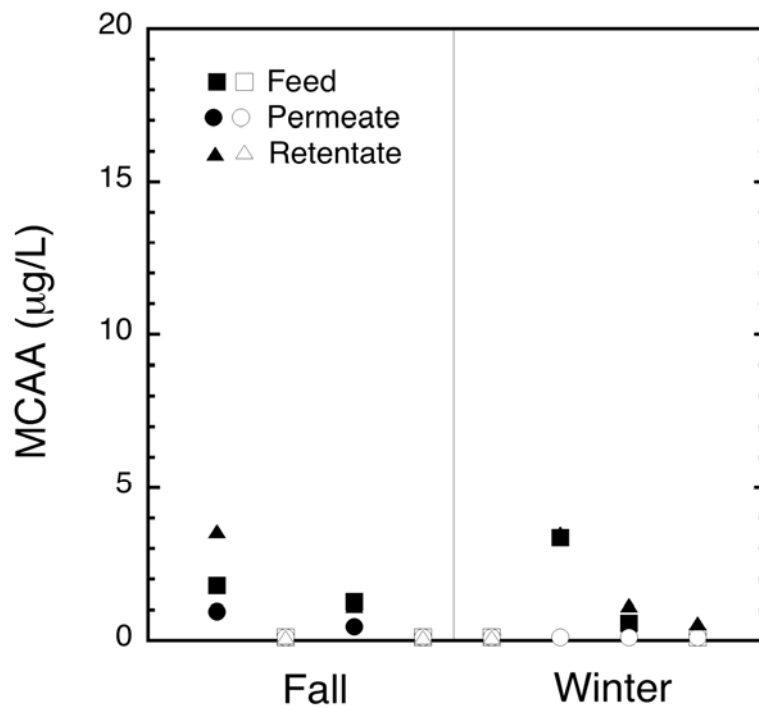 20
15
10
5
0
MCAA (μg/L)
Feed
Permeate
Retentate
Fall
Winter